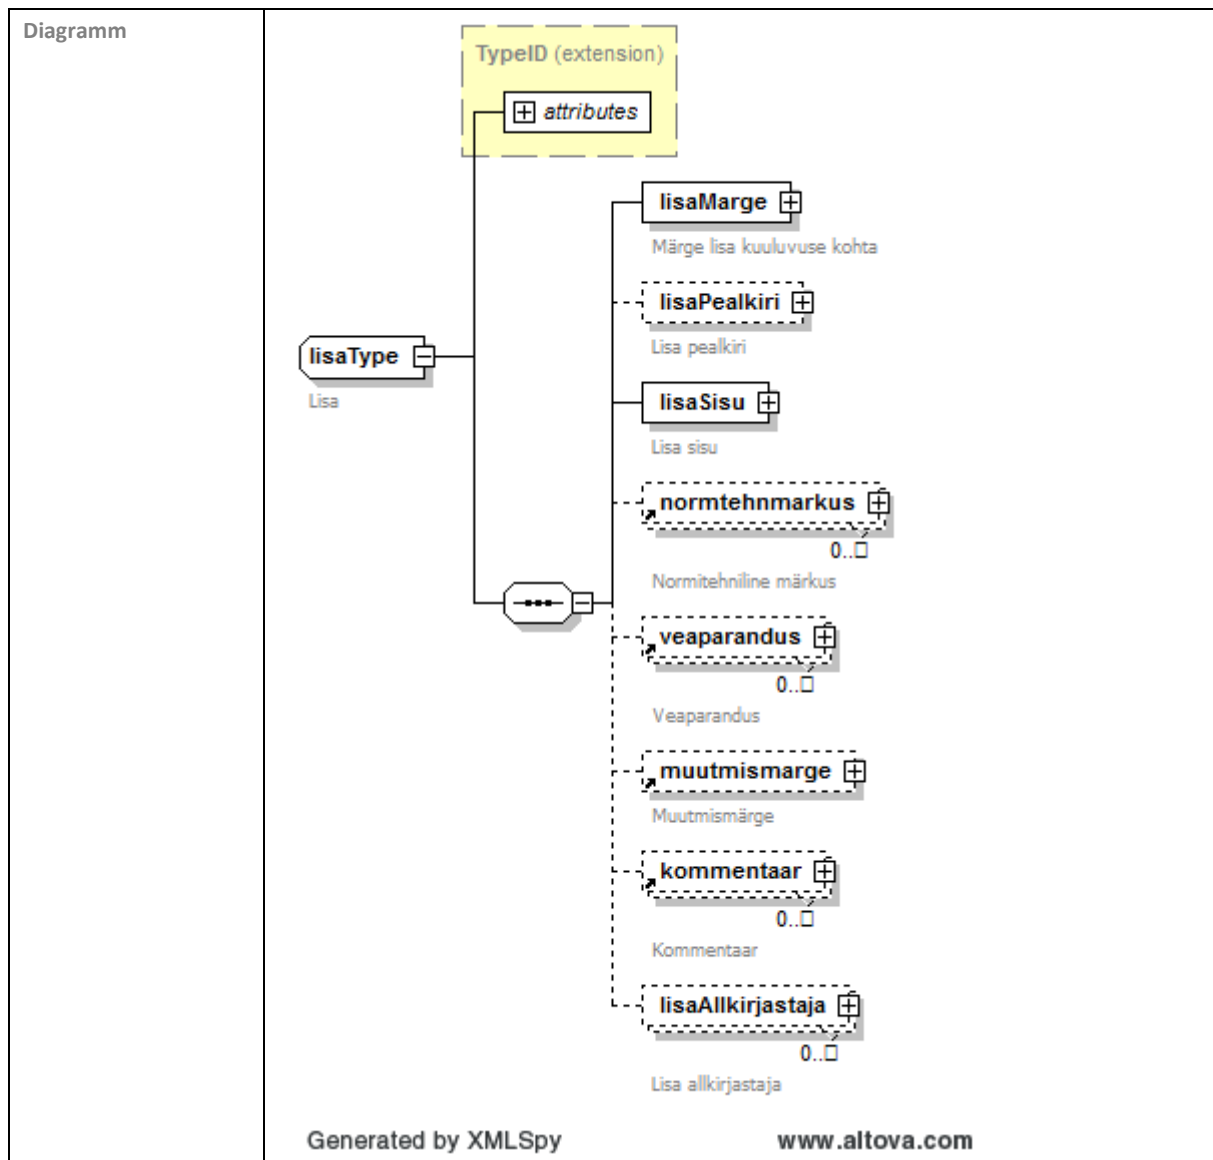 Diagramm
TypeID (extension)
attributes
lisaMarge
Märge lisa kuuluvuse kohta
lisaPealkiri
Lisa pealkiri
lisaType
Lisa
lisaSisu
Lisa sisu
normtehnmarkus
0..□
Normitehniline märkus
veaparandus
0..□
Veaparandus
muutmismarge
Muutmismärge
kommentaar
0..□
Kommentaar
lisaAllkirjastaja
0..□
Lisa allkirjastaja
Generated by XMLSpy www.altova.com